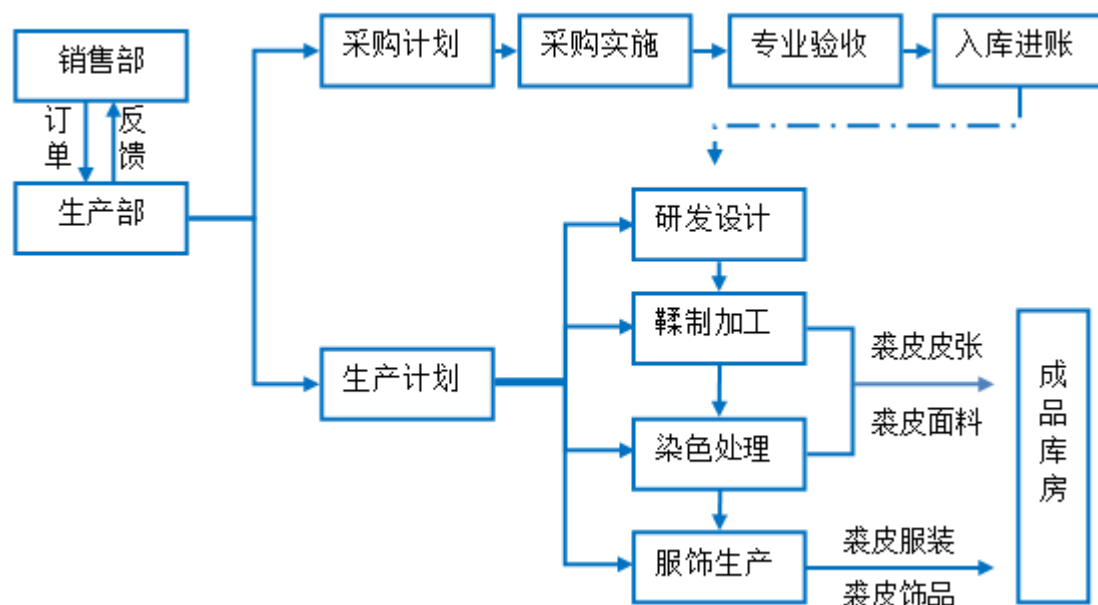 销售部
采购计划
采购实施
专业验收
入库进账
订单
反馈
生产部
研发设计
鞣制加工
裘皮皮张
生产计划
裘皮面料
染色处理
成品库房
服饰生产
裘皮服装
裘皮饰品